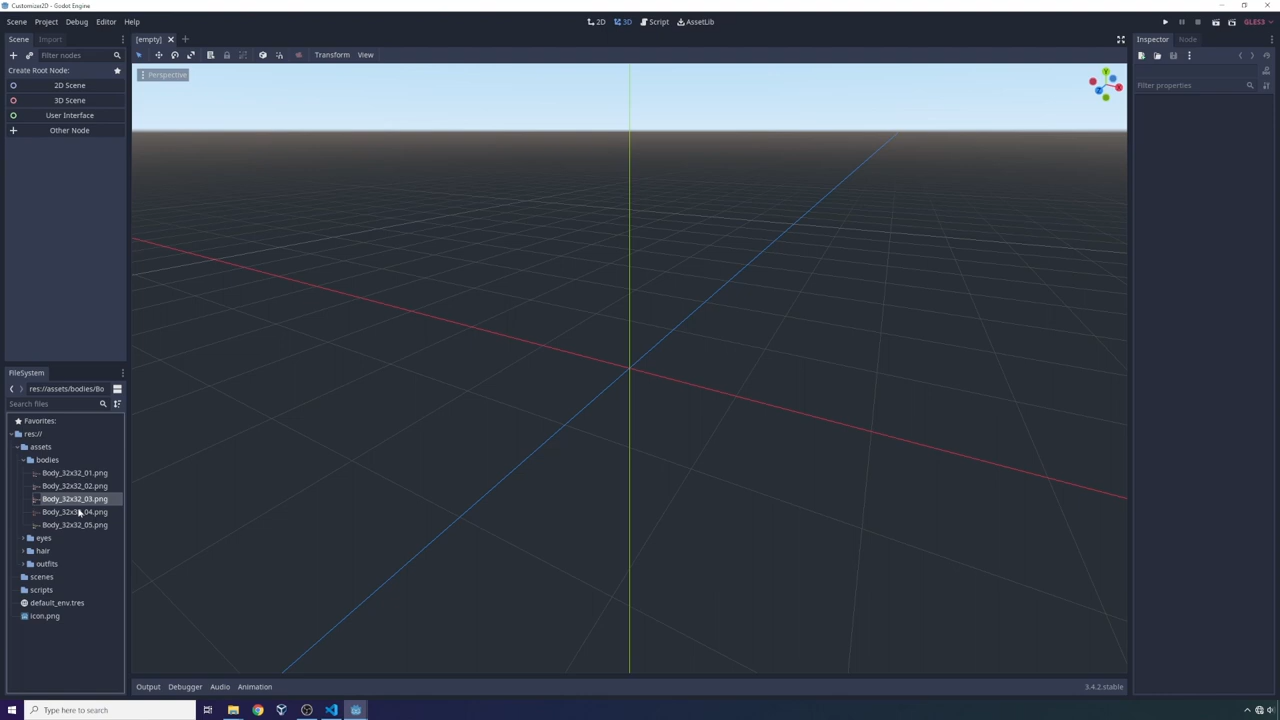 Customizer2D - Godot Engine
Scene Project Debug Editor Help
2D 3D Script AssetLib
GLES3
Scene Import
[empty]
Inspector Node
Filter nodes
Transform View
Create Root Node:
Perspective
2D Scene
Filter properties
3D Scene
User Interface
Other Node
Y
X
Z
FileSystem
res://assets/bodies/Bo
Search files
Favorites:
res://
assets
bodies
Body_32x32_01.png
Body_32x32_02.png
Body_32x32_03.png
Body_32x32_04.png
Body_32x32_05.png
eyes
hair
outfits
scenes
scripts
default_env.tres
icon.png
Output Debugger Audio Animation
3.4.2.stable
Type here to search